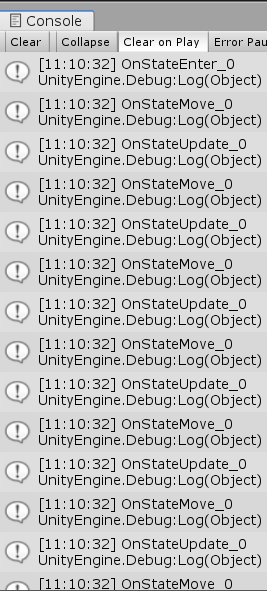 Console
Clear Collapse Clear on Play Error Pau
[11:10:32] OnStateEnter_0
UnityEngine.Debug:Log(Object)
[11:10:32] OnStateMove_0
UnityEngine.Debug:Log(Object)
[11:10:32] OnStateUpdate_0
UnityEngine.Debug:Log(Object)
[11:10:32] OnStateMove_0
UnityEngine.Debug:Log(Object)
[11:10:32] OnStateUpdate_0
UnityEngine.Debug:Log(Object)
[11:10:32] OnStateMove_0
UnityEngine.Debug:Log(Object)
[11:10:32] OnStateUpdate_0
UnityEngine.Debug:Log(Object)
[11:10:32] OnStateMove_0
UnityEngine.Debug:Log(Object)
[11:10:32] OnStateUpdate_0
UnityEngine.Debug:Log(Object)
[11:10:32] OnStateMove_0
UnityEngine.Debug:Log(Object)
[11:10:32] OnStateUpdate_0
UnityEngine.Debug:Log(Object)
[11:10:32] OnStateMove_0
UnityEngine.Debug:Log(Object)
[11:10:32] OnStateUpdate_0
UnityEngine.Debug:Log(Object)
[11:10:32] OnStateMove_0